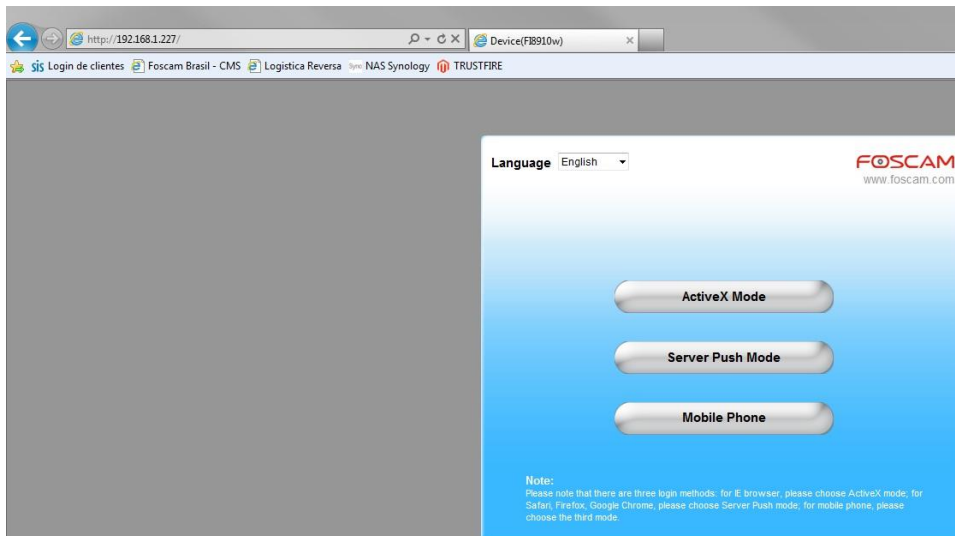 http://192.168.1.227/
Device(FI8910w)
sis Login de clientes Foscam Brasil - CMS Logistica Reversa Sync NAS Synology TRUSTFIRE
Language English FOSCAM
www.foscam.com
ActiveX Mode
Server Push Mode
Mobile Phone
Note:
Please note that there are three login methods: for IE browser, please choose ActiveX mode; for
Safari, Firefox, Google Chrome, please choose Server Push mode; for mobile phone, please
choose the third mode.